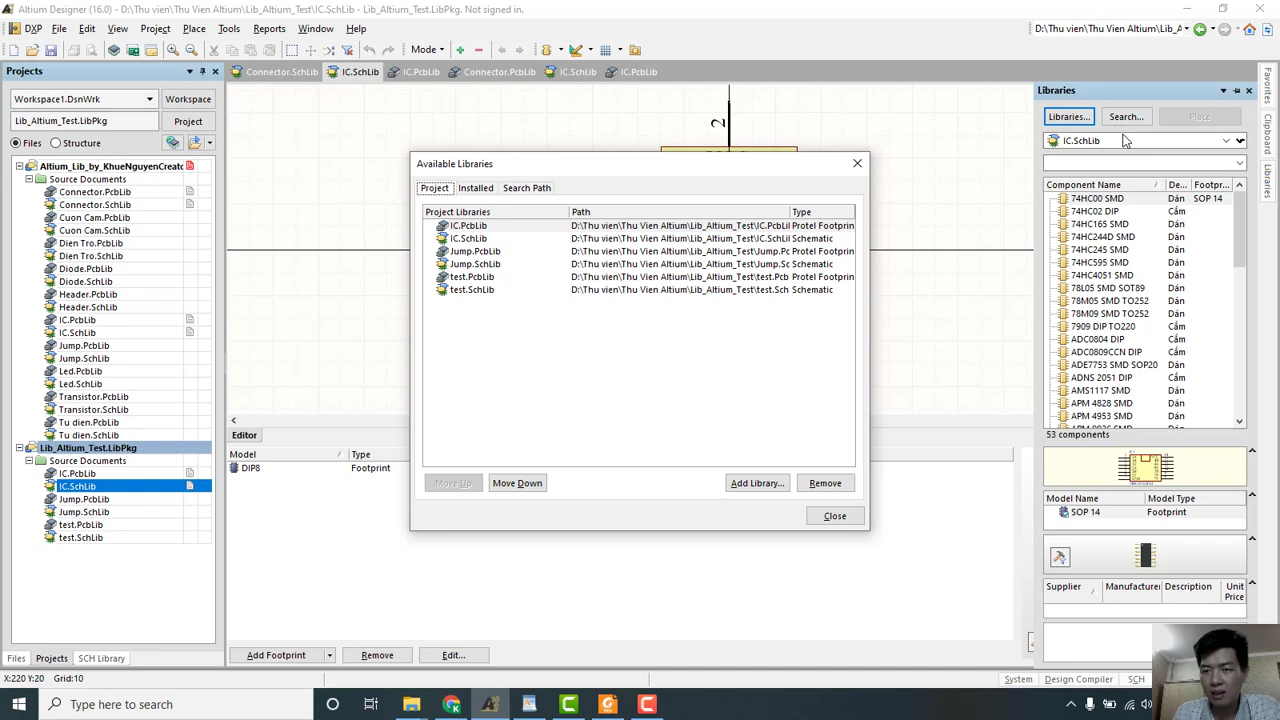 Altium Designer (16.0) - D:\Thu vien\Thu Vien Altium\Lib_Altium_Test\IC.SchLib - Lib_Altium_Test.LibPkg. Not signed in.
DXP File Edit View Project Place Tools Reports Window Help
D:\Thu vien\Thu Vien Altium\Lib_Al
Mode
Projects
Workspace1.DsnWrk Workspace
Lib_Altium_Test.LibPkg Project
Files Structure
Altium_Lib_by_KhueNguyenCreato
Source Documents
Connector.PcbLib
Connector.SchLib
Cuon Cam.PcbLib
Cuon Cam.SchLib
Dien Tro.PcbLib
Dien Tro.SchLib
Diode.PcbLib
Diode.SchLib
Header.PcbLib
Header.SchLib
IC.PcbLib
IC.SchLib
Jump.PcbLib
Jump.SchLib
Led.PcbLib
Led.SchLib
Transistor.PcbLib
Transistor.SchLib
Tu dien.PcbLib
Tu dien.SchLib
Lib_Altium_Test.LibPkg
Source Documents
IC.PcbLib
IC.SchLib
Jump.PcbLib
Jump.SchLib
test.PcbLib
test.SchLib
Files Projects SCH Library
Connector.SchLib IC.SchLib IC.PcbLib Connector.PcbLib IC.SchLib IC.PcbLib
2
Available Libraries
Project Installed Search Path
Project Libraries Path Type
IC.PcbLib D:\Thu vien\Thu Vien Altium\Lib_Altium_Test\IC.PcbLil Protel Footprin
IC.SchLib D:\Thu vien\Thu Vien Altium\Lib_Altium_Test\IC.SchLil Schematic
Jump.PcbLib D:\Thu vien\Thu Vien Altium\Lib_Altium_Test\Jump.Pc Protel Footprin
Jump.SchLib D:\Thu vien\Thu Vien Altium\Lib_Altium_Test\Jump.Sc Schematic
test.PcbLib D:\Thu vien\Thu Vien Altium\Lib_Altium_Test\test.Pcb Protel Footprin
test.SchLib D:\Thu vien\Thu Vien Altium\Lib_Altium_Test\test.Sch Schematic
Move Up Move Down Add Library... Remove
Close
Editor
Model Type
DIP8 Footprint
Add Footprint Remove Edit...
Libraries
Libraries... Search... Place
IC.SchLib
Component Name De... Footpr...
74HC00 SMD Dán SOP 14
74HC02 DIP Cắm
74HC165 SMD Dán
74HC244D SMD Dán
74HC245 SMD Dán
74HC595 SMD Dán
74HC4051 SMD Dán
78L05 SMD SOT89 Dán
78M05 SMD TO252 Dán
78M09 SMD TO252 Dán
7909 DIP TO220 Cắm
ADC0804 DIP Cắm
ADC0809CCN DIP Cắm
ADE7753 SMD SOP20 Dán
ADNS 2051 DIP Cắm
AMS1117 SMD Dán
APM 4828 SMD Dán
APM 4953 SMD Dán
53 components
Model Name Model Type
SOP 14 Footprint
Supplier Manufacturer Description Unit Price
Favorites
Clipboard
Libraries
X:220 Y:20 Grid:10
System Design Compiler SCH
Type here to search